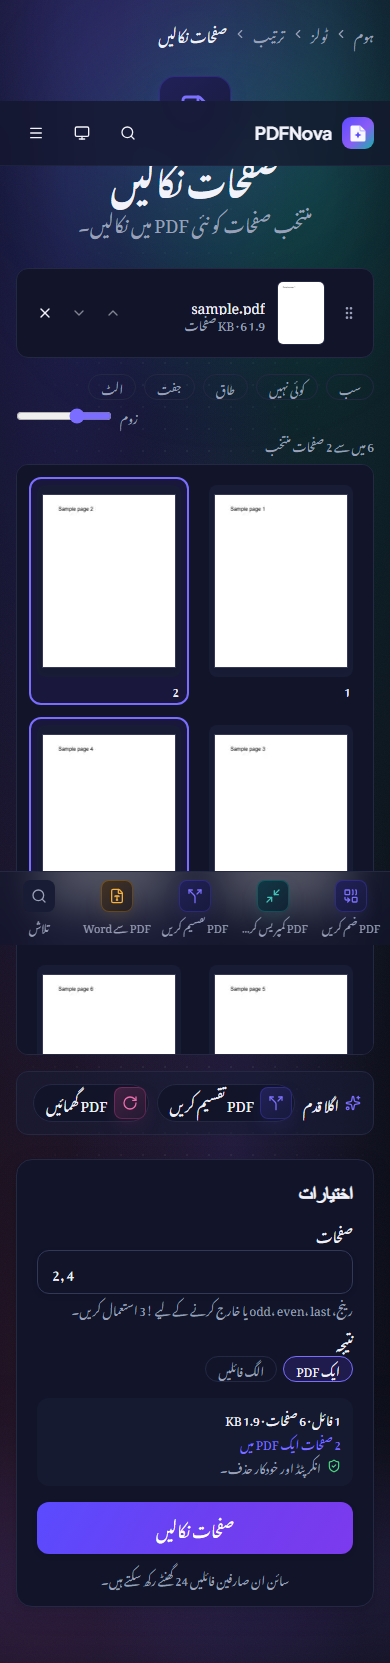 ہوم › ٹولز › ترتیب › صفحات نکالیں
PDFNova
صفحات نکالیں
منتخب صفحات کو نئی PDF میں نکالیں۔
sample.pdf
1.9 KB · 6 صفحات
سب
کوئی نہیں
طاق
جفت
الٹ
زوم
6 میں سے 2 صفحات منتخب
Sample page 1
Sample page 2
1
2
Sample page 3
Sample page 4
PDF ضم کریں
PDF کمپریس کر...
PDF تقسیم کریں
PDF سے Word
تلاش
Sample page 5
Sample page 6
اگلا قدم
PDF تقسیم کریں
PDF گھمائیں
اختیارات
صفحات
2,4
رینج، odd، even، last یا خارج کرنے کے لیے !3 استعمال کریں۔
نتیجہ
ایک PDF
الگ فائلیں
1 فائل · 6 صفحات · 1.9 KB
2 صفحات ایک PDF میں
انکرپٹڈ اور خودکار حذف۔
صفحات نکالیں
سائن ان صارفین فائلیں 24 گھنٹے رکھ سکتے ہیں۔